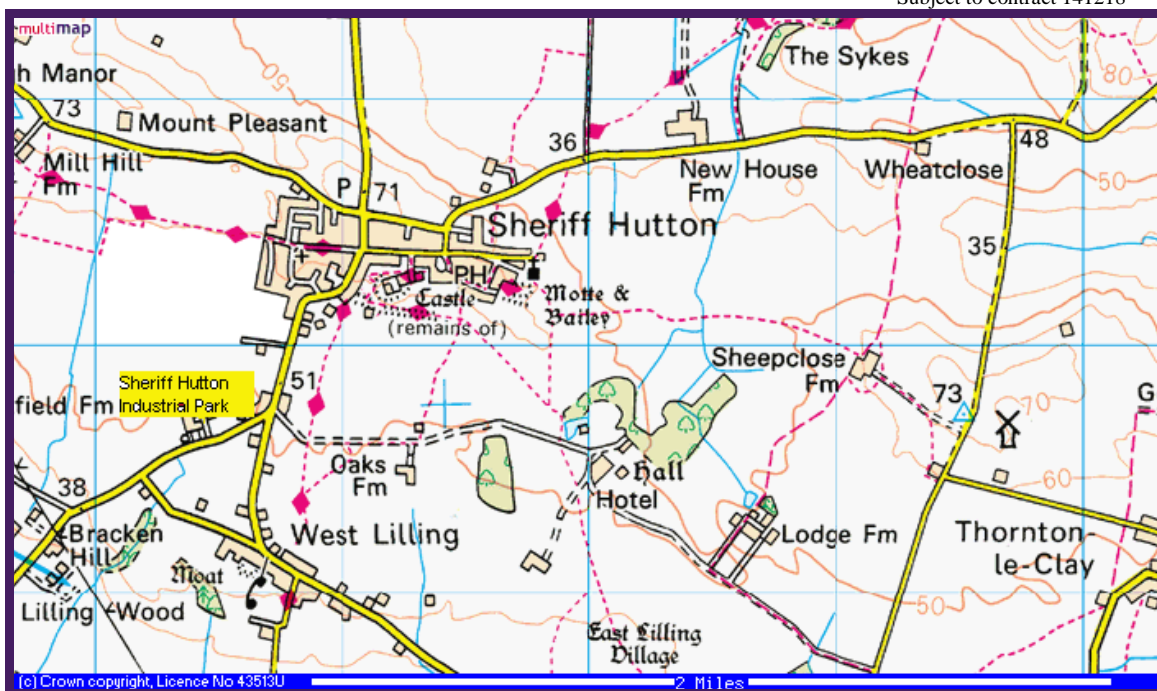 Subject to contract 141218
multimap
The Sykes
50
80
h Manor
73
Mount Pleasant
36
48
Mill Hill
Fm
P
71
New House
Fm
Wheatclose
50
Sheriff Hutton
35
PH
Castle
(remains of)
Motte &
Bailey
Sheepclose
Fm
Sheriff Hutton
Industrial Park
51
73
70
G
field Fm
Oaks
Fm
Hall
Hotel
60
38
Bracken
Hill
West Lilling
Lodge Fm
Thornton-
le-Clay
Moat
Lilling Wood
50
East Lilling
Village
(c) Crown copyright, Licence No 43513U
2 Miles